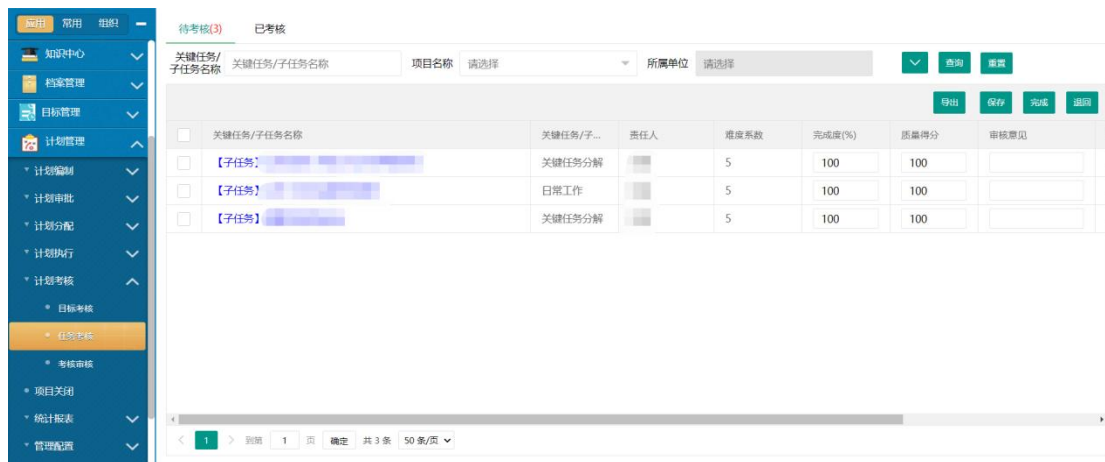 应用 常用 组织
知识中心
档案管理
目标管理
计划管理
计划编制
计划审批
计划分配
计划执行
计划考核
目标考核
任务考核
考核审核
项目关闭
统计报表
管理配置
待考核(3) 已考核
关键任务/子任务名称 关键任务/子任务名称 项目名称 请选择 所属单位 请选择 查询 重置
导出 保存 完成 退回
关键任务/子任务名称 关键任务/子... 责任人 难度系数 完成度(%) 质量得分 审核意见
【子任务】 关键任务分解 5 100 100
【子任务】 日常工作 5 100 100
【子任务】 关键任务分解 5 100 100
1 到第 1 页 确定 共 3 条 50 条/页